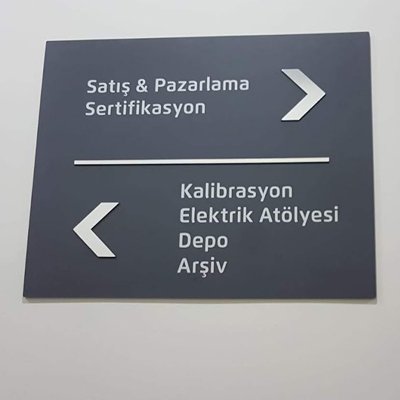 Satış & Pazarlama
Sertifikasyon
Kalibrasyon
Elektrik Atölyesi
Depo
Arşiv